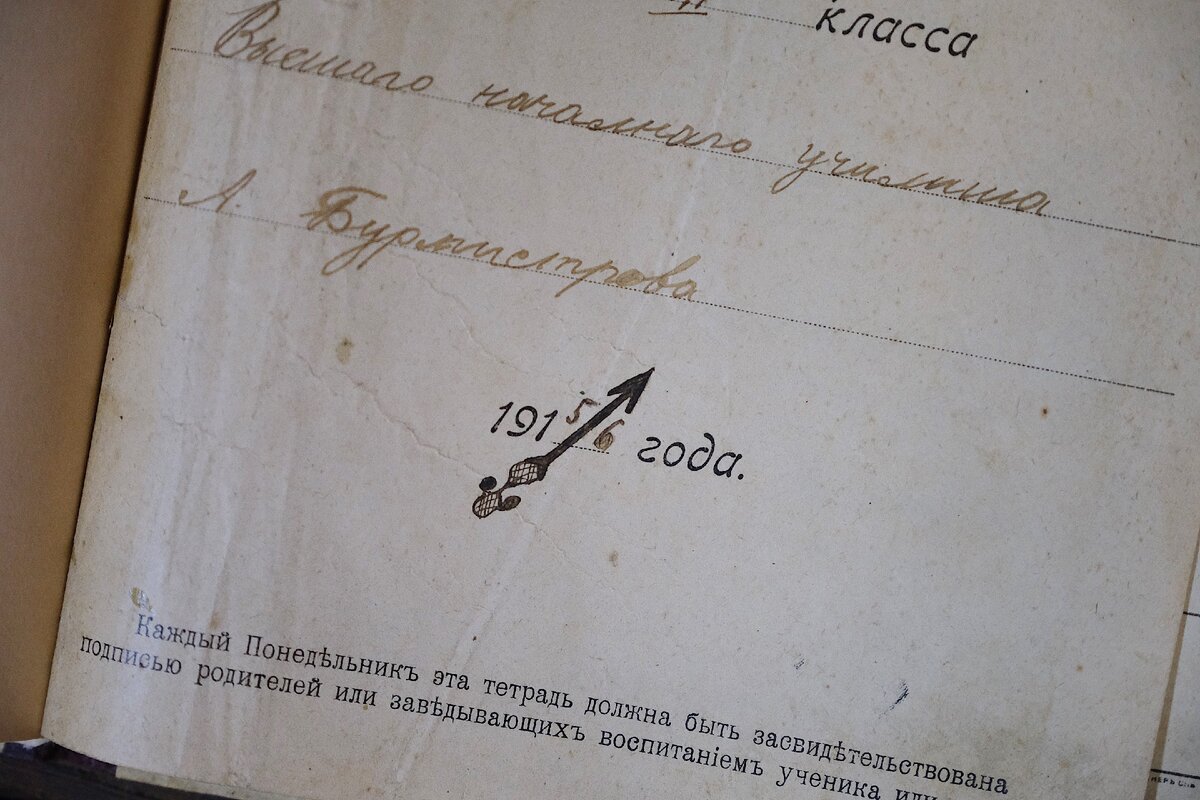 класса
Высшаго начальнаго училища
А. Бурмистрова
1915/6 года.
Каждый Понедѣльникъ эта тетрадь должна быть засвидѣтельствована
подписью родителей или завѣдывающихъ воспитаніемъ ученика или